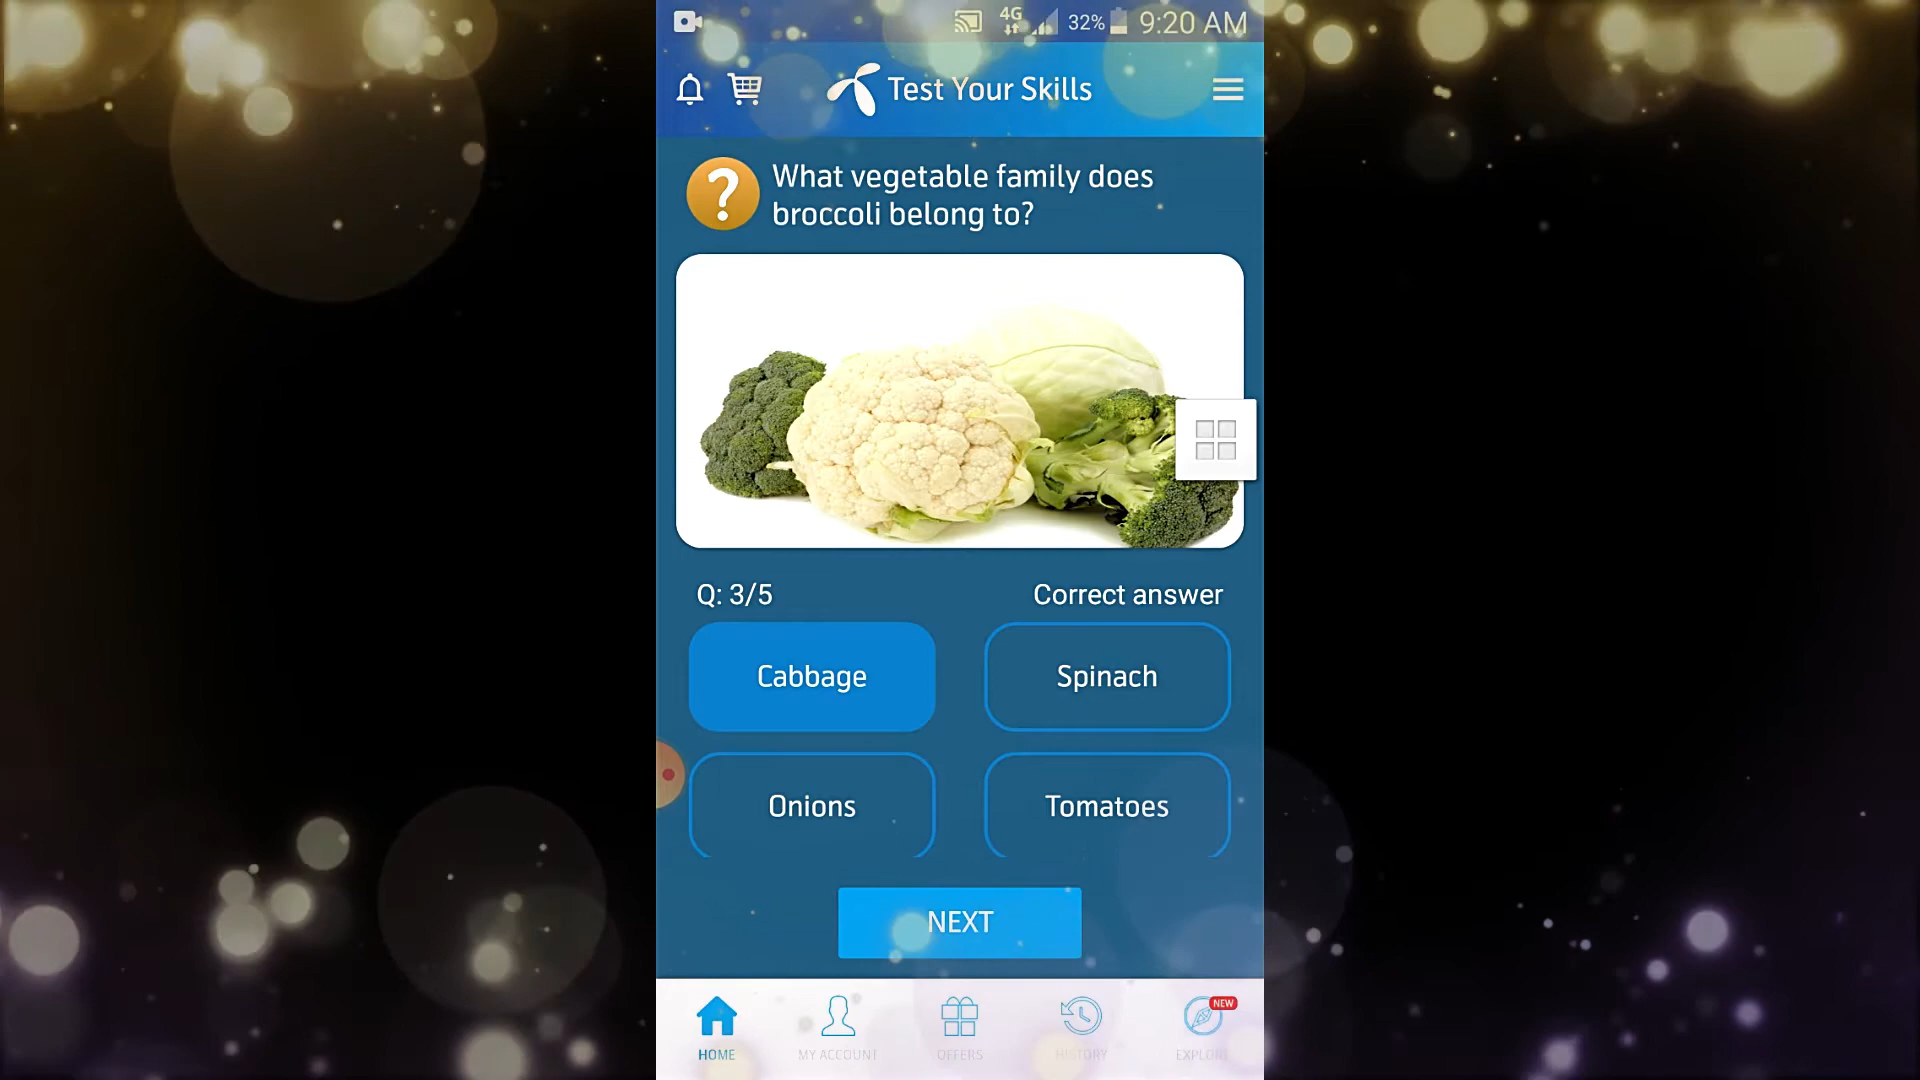 4G 32% 9:20 AM
Test Your Skills
What vegetable family does
broccoli belong to?
Q: 3/5 Correct answer
Cabbage Spinach
Onions Tomatoes
NEXT
NEW
HOME MY ACCOUNT OFFERS HISTORY EXPLORE